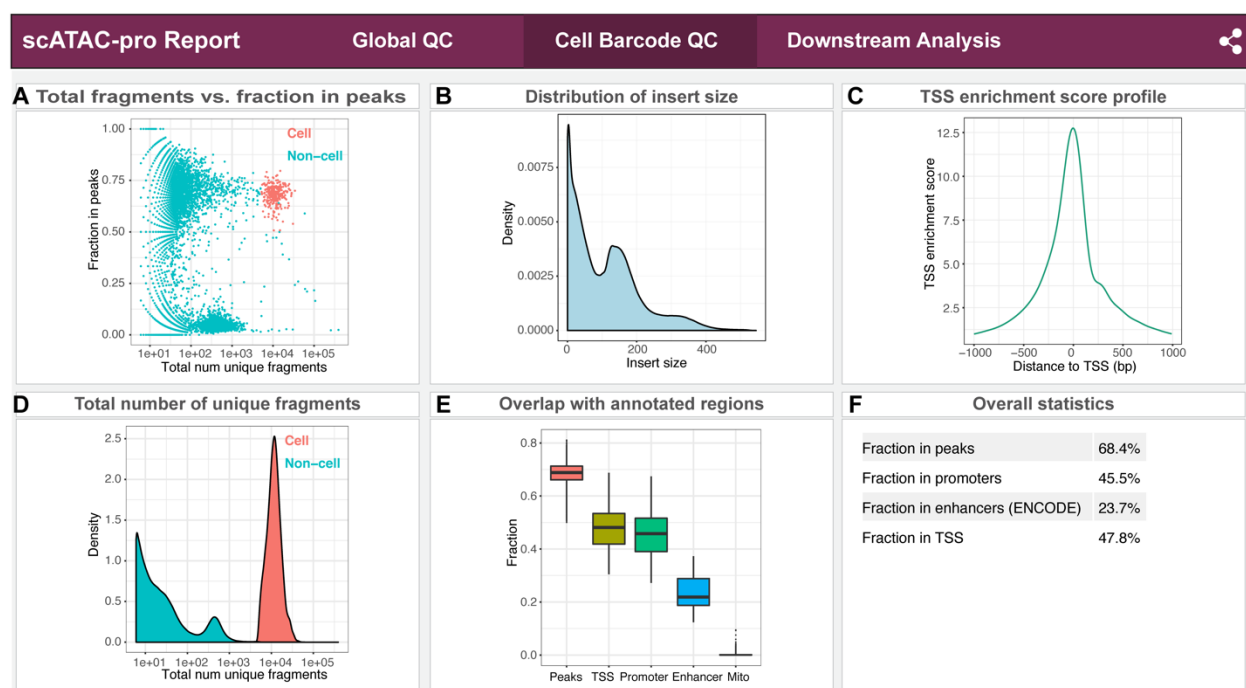 scATAC-pro Report Global QC Cell Barcode QC Downstream Analysis
A Total fragments vs. fraction in peaks
Cell
Non-cell
1.00
0.75
0.50
0.25
0.00
Fraction in peaks
1e+01 1e+02 1e+03 1e+04 1e+05
Total num unique fragments
B Distribution of insert size
0.0075
0.0050
0.0025
0.0000
Density
0 200 400
Insert size
C TSS enrichment score profile
12.5
10.0
7.5
5.0
2.5
TSS enrichment score
−1000 −500 0 500 1000
Distance to TSS (bp)
D Total number of unique fragments
Cell
Non-cell
2.5
2.0
1.5
1.0
0.5
0.0
Density
1e+01 1e+02 1e+03 1e+04 1e+05
Total num unique fragments
E Overlap with annotated regions
0.8
0.6
0.4
0.2
0.0
Fraction
Peaks TSS Promoter Enhancer Mito
F Overall statistics
Fraction in peaks 68.4%
Fraction in promoters 45.5%
Fraction in enhancers (ENCODE) 23.7%
Fraction in TSS 47.8%